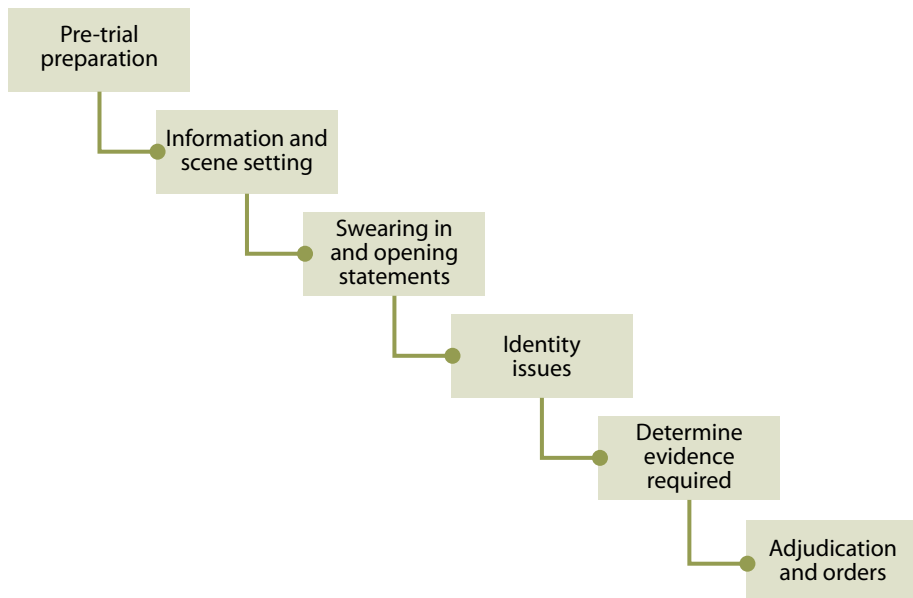 Pre-trial
preparation
Information and
scene setting
Swearing in
and opening
statements
Identity
issues
Determine
evidence
required
Adjudication
and orders